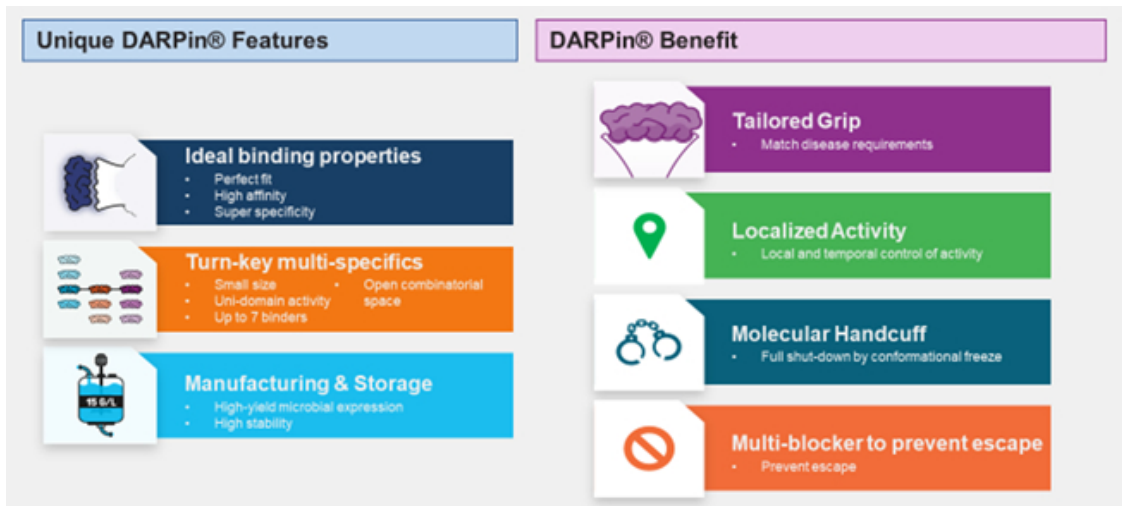 Unique DARPin® Features
Ideal binding properties
• Perfect fit
• High affinity
• Super specificity
Turn-key multi-specifics
• Small size
• Uni-domain activity
• Up to 7 binders
• Open combinatorial
space
15 G/L
Manufacturing & Storage
• High-yield microbial expression
• High stability
DARPin® Benefit
Tailored Grip
• Match disease requirements
Localized Activity
• Local and temporal control of activity
Molecular Handcuff
• Full shut-down by conformational freeze
Multi-blocker to prevent escape
• Prevent escape